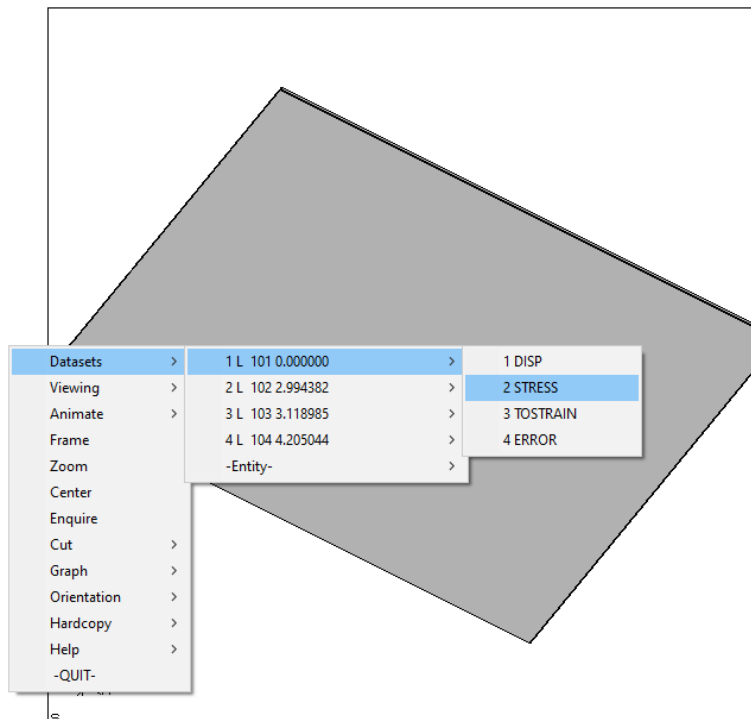 Datasets
Viewing
Animate
Frame
Zoom
Center
Enquire
Cut
Graph
Orientation
Hardcopy
Help
-QUIT-
1 L 101 0.000000
2 L 102 2.994382
3 L 103 3.118985
4 L 104 4.205044
-Entity-
1 DISP
2 STRESS
3 TOSTRAIN
4 ERROR